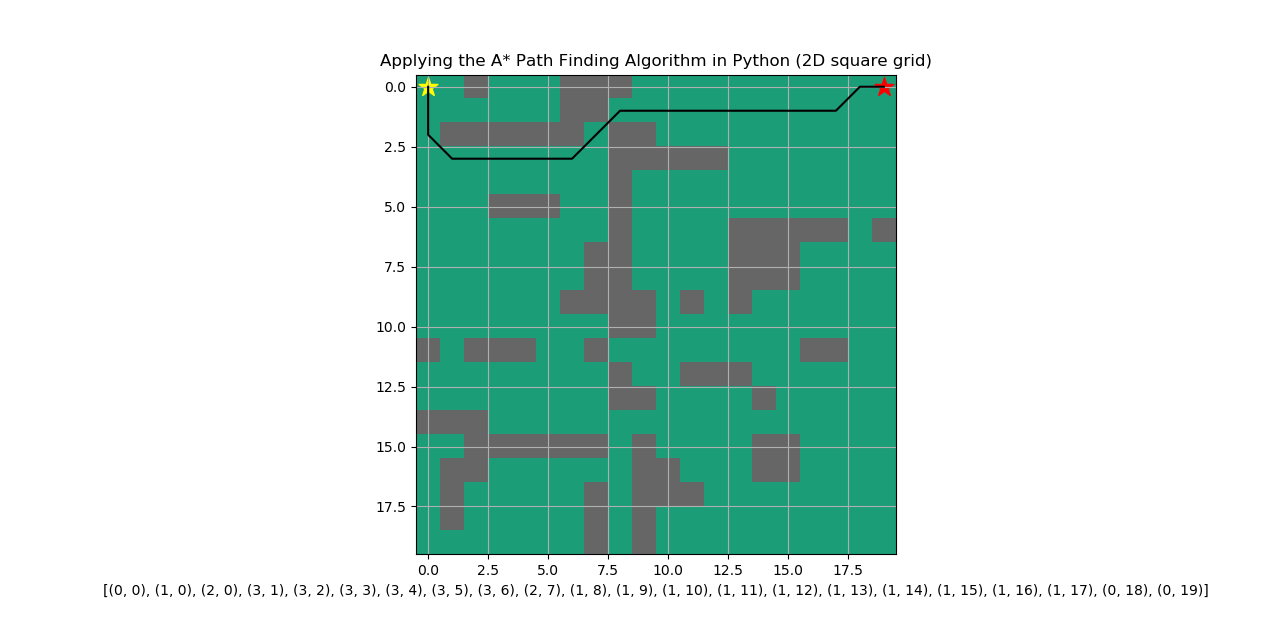 Applying the A* Path Finding Algorithm in Python (2D square grid)
0.0
2.5
5.0
7.5
10.0
12.5
15.0
17.5
0.0 2.5 5.0 7.5 10.0 12.5 15.0 17.5
[(0, 0), (1, 0), (2, 0), (3, 1), (3, 2), (3, 3), (3, 4), (3, 5), (3, 6), (2, 7), (1, 8), (1, 9), (1, 10), (1, 11), (1, 12), (1, 13), (1, 14), (1, 15), (1, 16), (1, 17), (0, 18), (0, 19)]